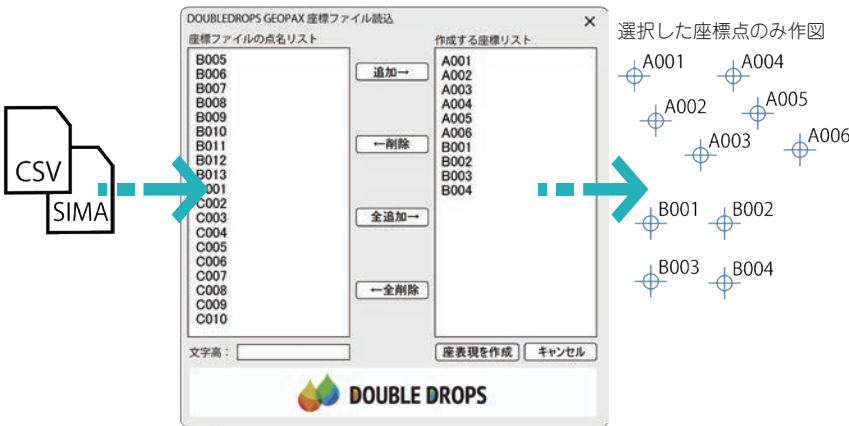 DOUBLEDROPS GEOPAX 座標ファイル読込
座標ファイルの点名リスト
B005
B006
B007
B008
B009
B010
B011
B012
B013
C002
C003
C004
C005
C006
C007
C008
C009
C010
追加→
←削除
全追加→
←全削除
作成する座標リスト
A001
A002
A003
A004
A005
A006
B001
B002
B003
B004
文字高：
座表現を作成
キャンセル
DOUBLE DROPS
CSV
SIMA
選択した座標点のみ作図
A001
A004
A002
A005
A003
A006
B001
B002
B003
B004